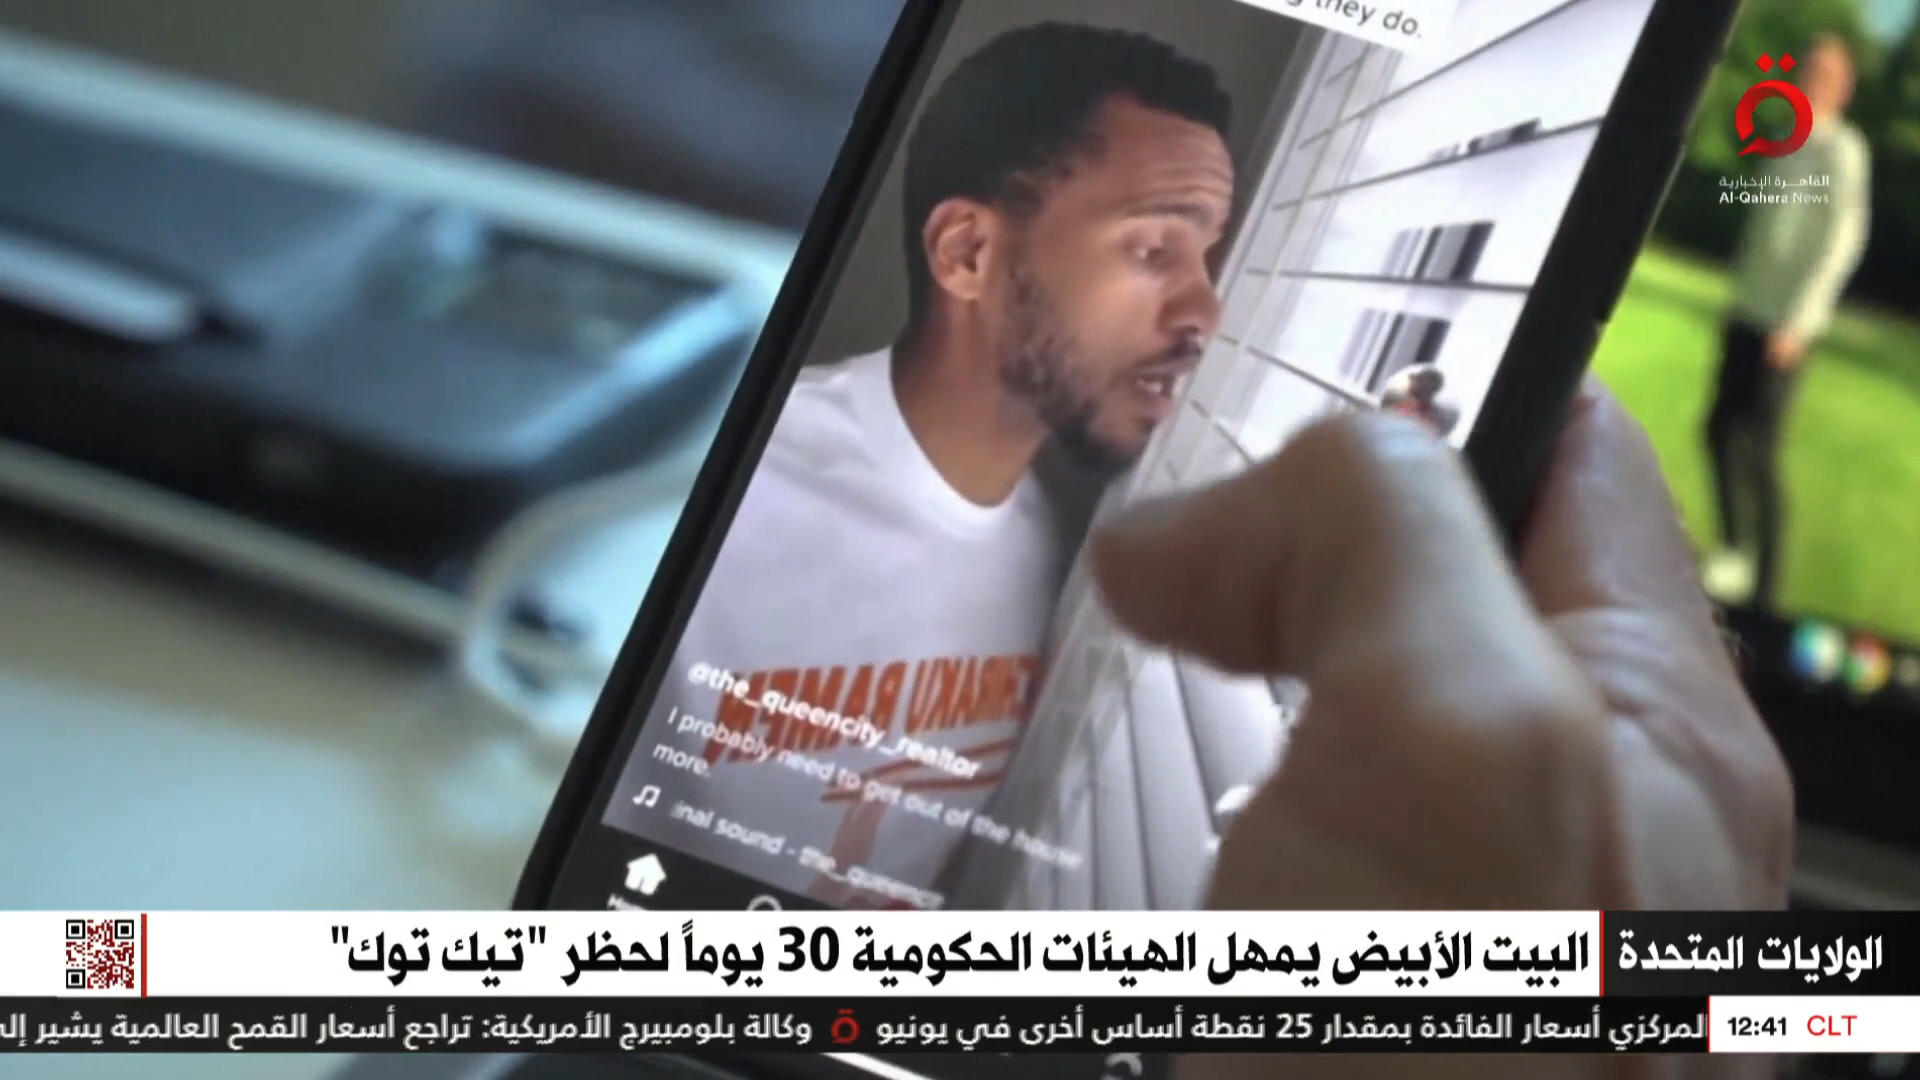 they do.
القاهرة الإخبارية
Al-Qahera News
@the_queencity_realtor
I probably need to get out of the house
more.
inal sound - the_queenc
الولايات المتحدة
البيت الأبيض يمهل الهيئات الحكومية 30 يوماً لحظر "تيك توك"
12:41 CLT
المركزي أسعار الفائدة بمقدار 25 نقطة أساس أخرى في يونيو
وكالة بلومبيرج الأمريكية: تراجع أسعار القمح العالمية يشير إلى